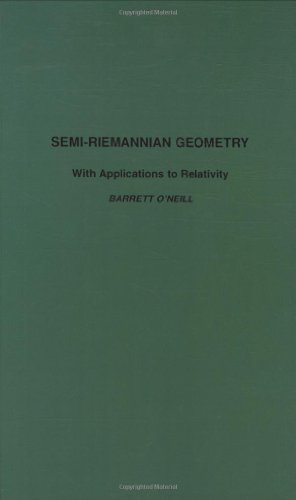 SEMI-RIEMANNIAN GEOMETRY
With Applications to Relativity
BARRETT O'NEILL